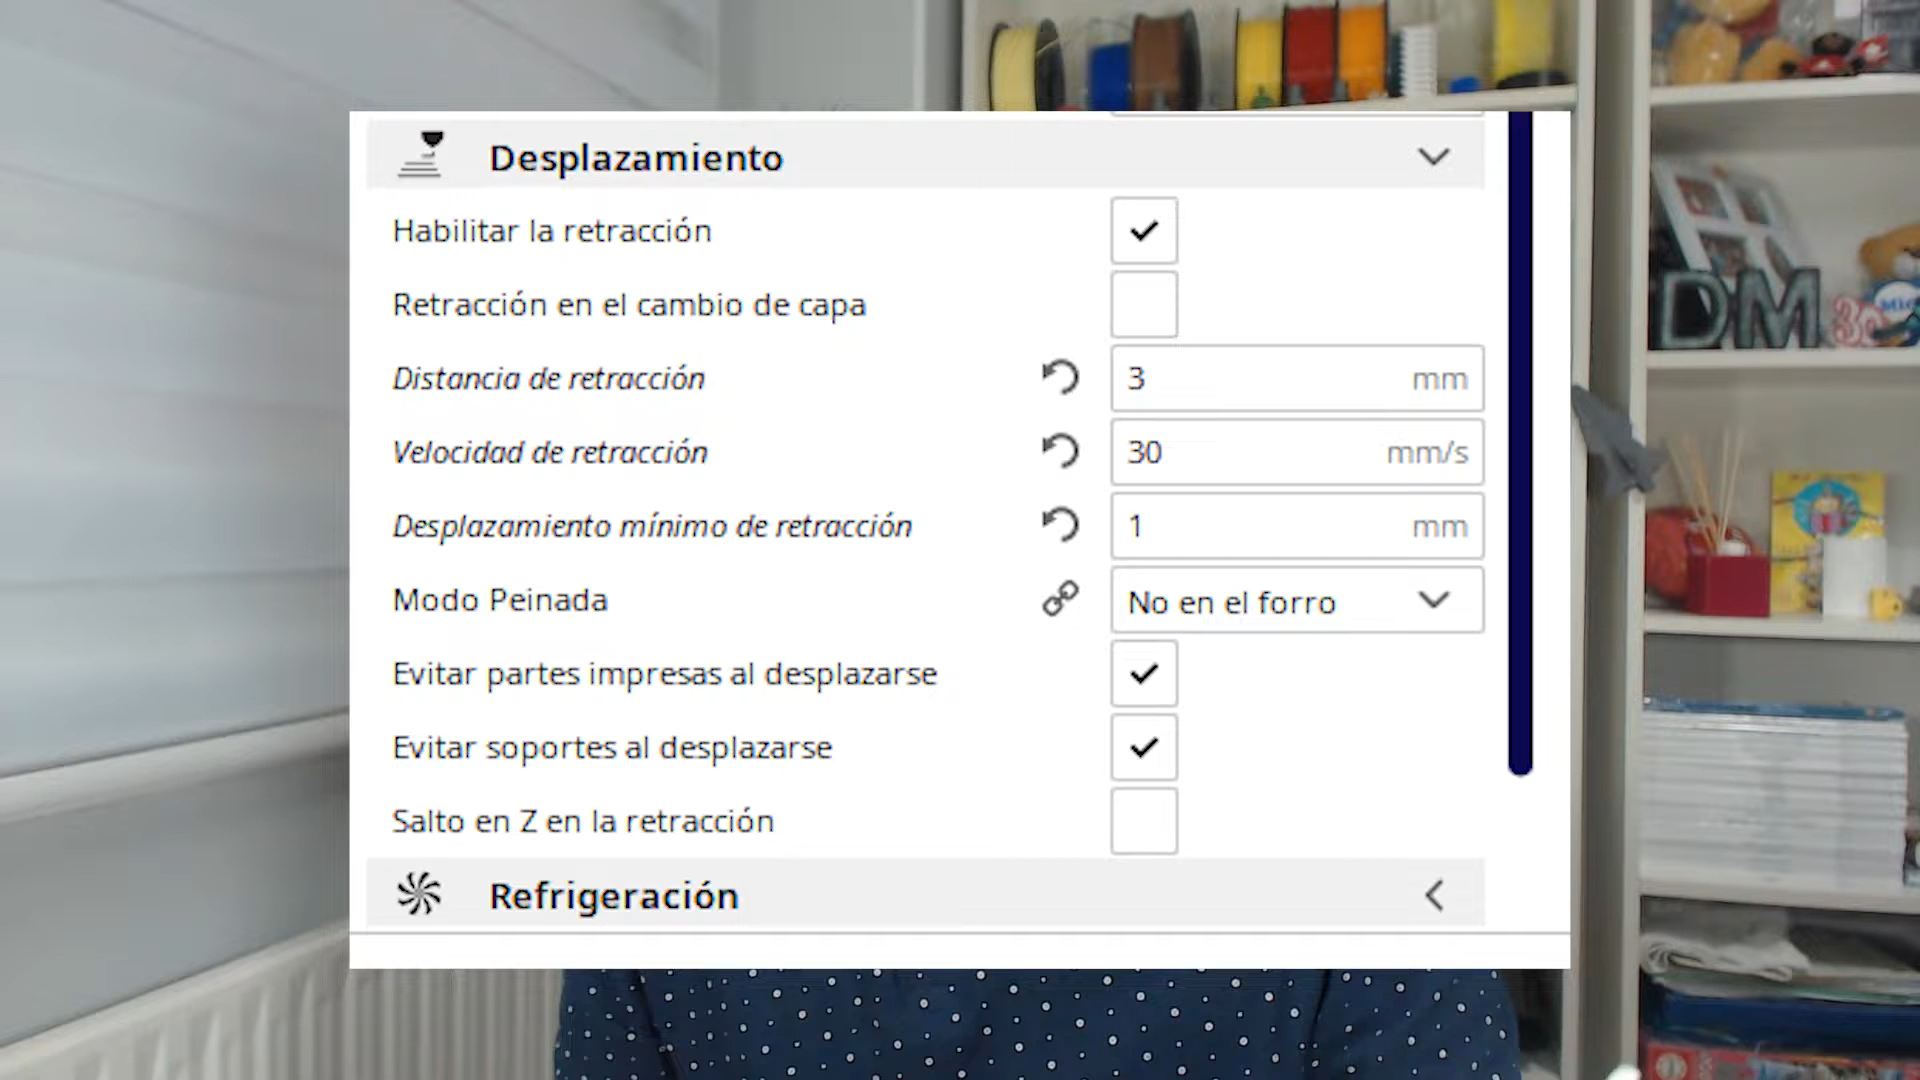 Desplazamiento
Habilitar la retracción
Retracción en el cambio de capa
Distancia de retracción 3 mm
Velocidad de retracción 30 mm/s
Desplazamiento mínimo de retracción 1 mm
Modo Peinada No en el forro
Evitar partes impresas al desplazarse
Evitar soportes al desplazarse
Salto en Z en la retracción
Refrigeración
DM